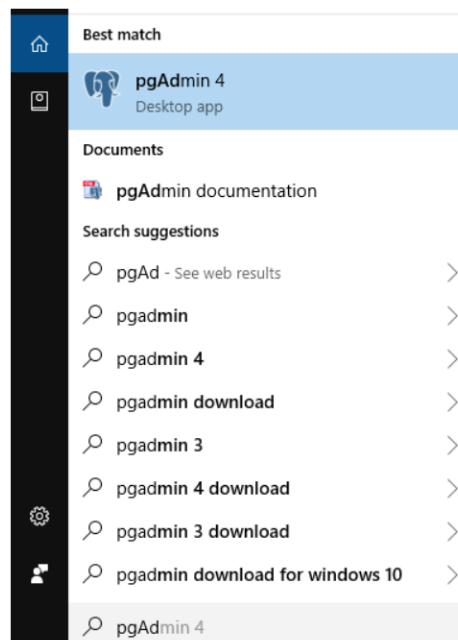 Best match
pgAdmin 4
Desktop app
Documents
pgAdmin documentation
Search suggestions
pgAd - See web results
pgadmin
pgadmin 4
pgadmin download
pgadmin 3
pgadmin 4 download
pgadmin 3 download
pgadmin download for windows 10
pgAdmin 4